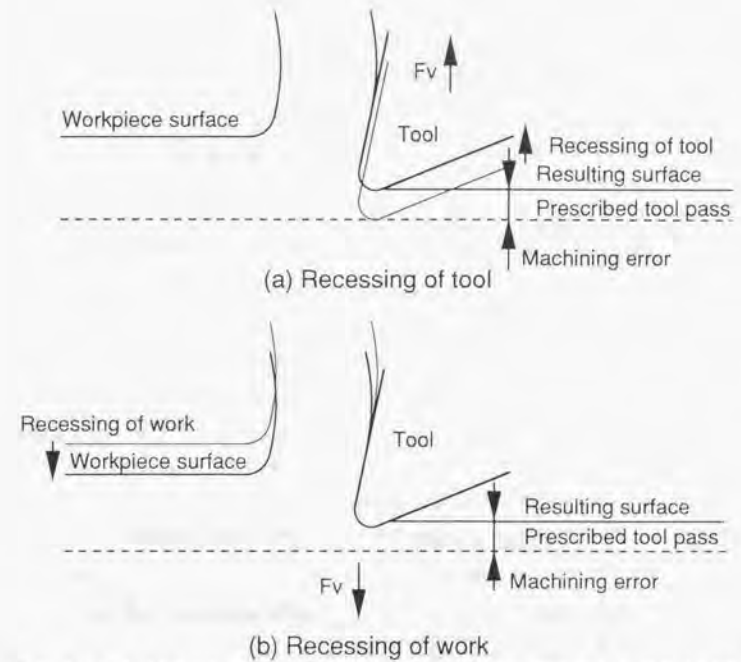 Fv
Workpiece surface
Tool
Recessing of tool
Resulting surface
Prescribed tool pass
Machining error
(a) Recessing of tool
Recessing of work
Workpiece surface
Tool
Resulting surface
Prescribed tool pass
Machining error
Fv
(b) Recessing of work